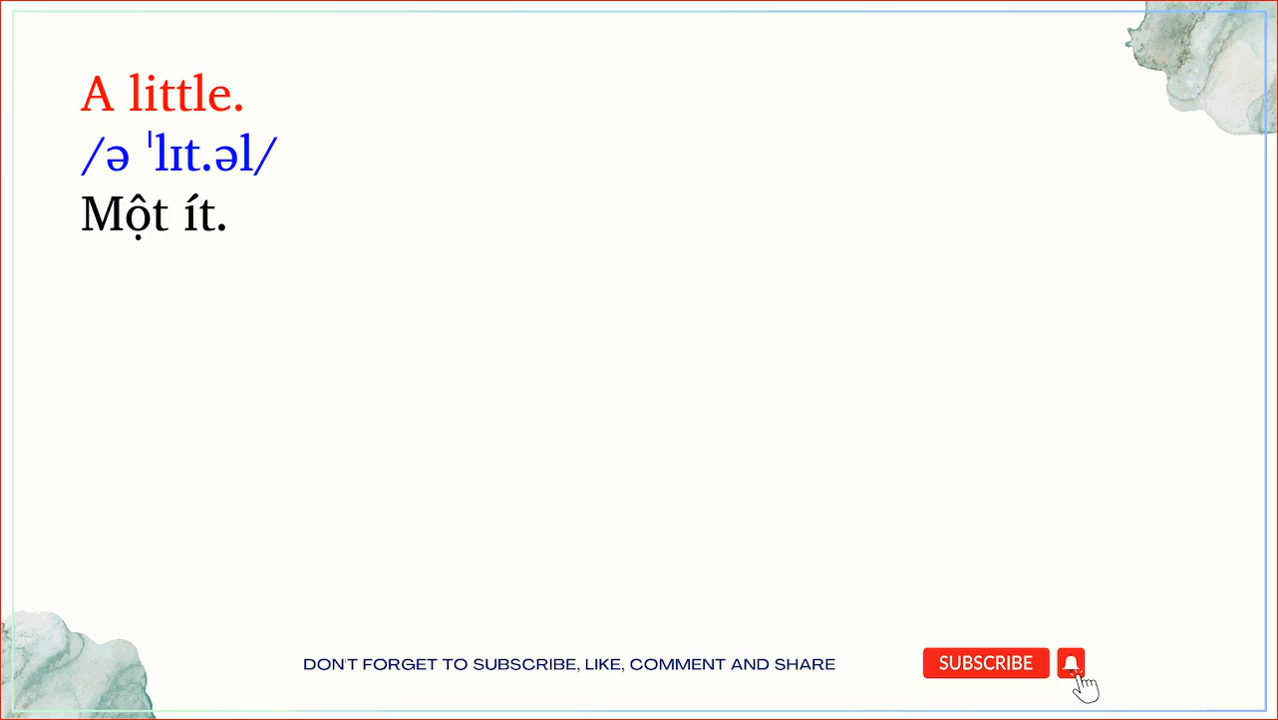 A little.
/ə ˈlɪt.əl/
Một ít.
DON'T FORGET TO SUBSCRIBE, LIKE, COMMENT AND SHARE
SUBSCRIBE